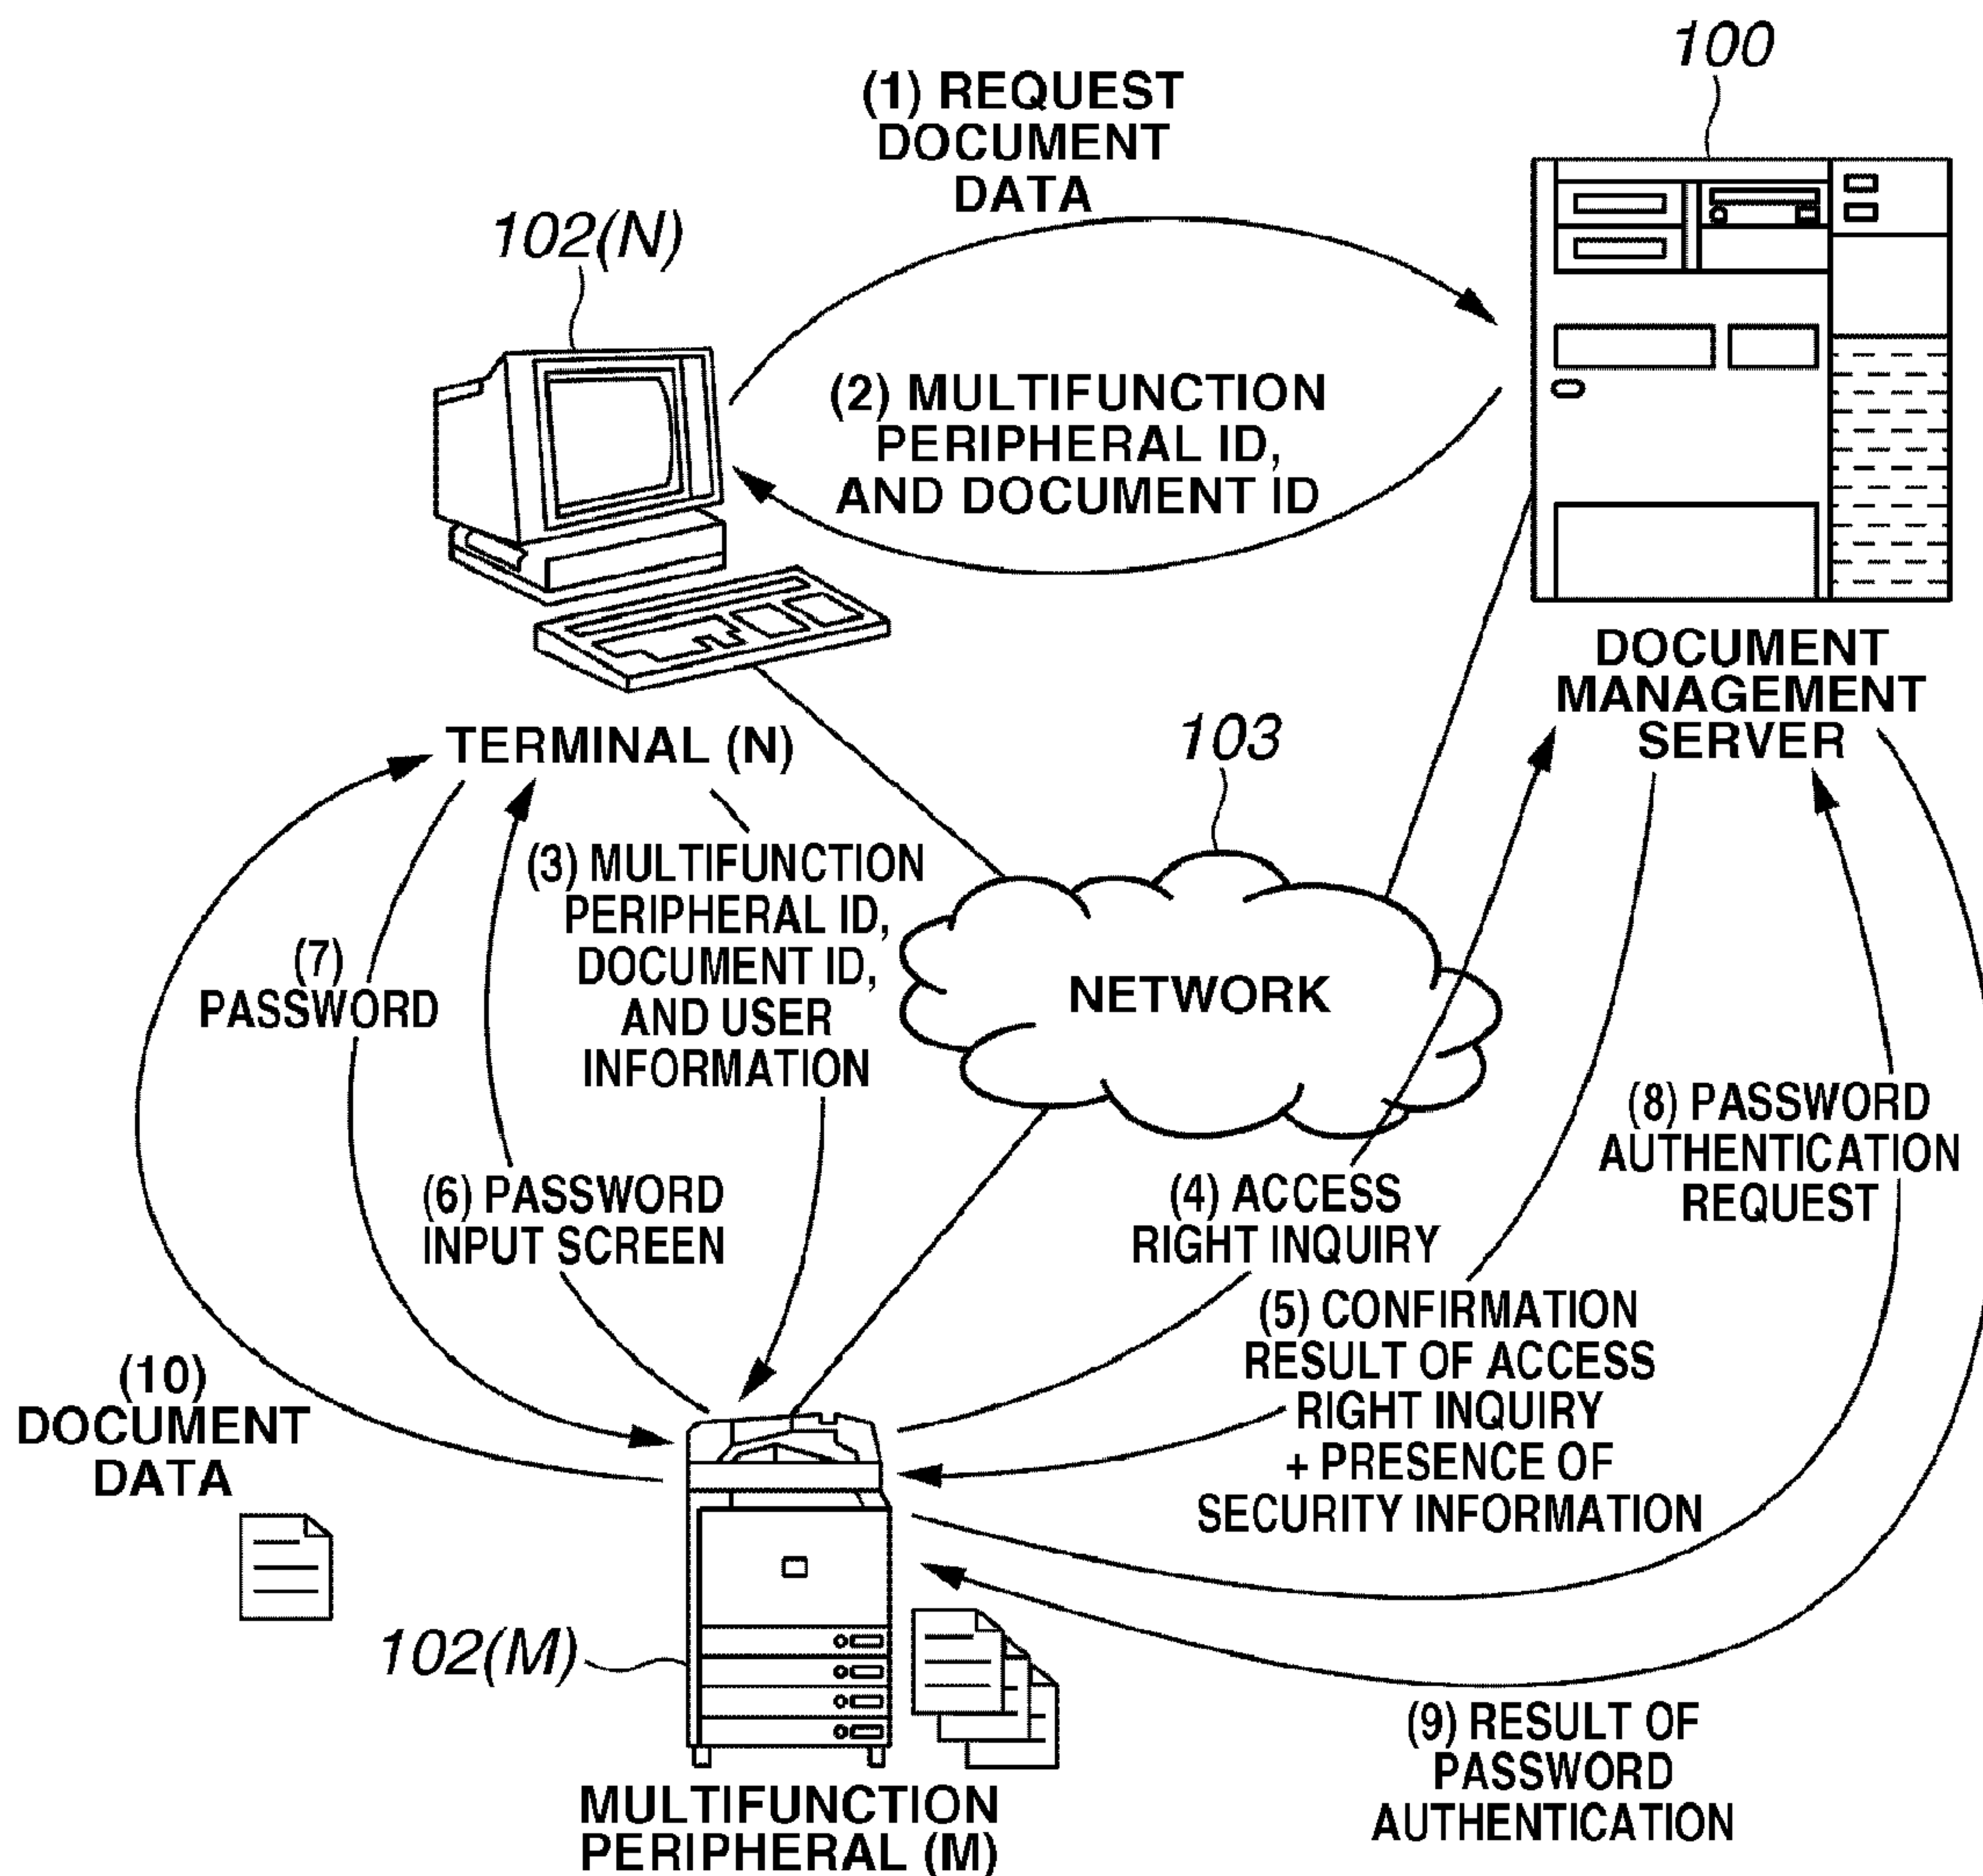 100
(1) REQUEST
DOCUMENT
DATA
102(N)
(2) MULTIFUNCTION
PERIPHERAL ID,
AND DOCUMENT ID
DOCUMENT
MANAGEMENT
SERVER
TERMINAL (N)
103
(3) MULTIFUNCTION
PERIPHERAL ID,
DOCUMENT ID,
AND USER
INFORMATION
(7)
PASSWORD
NETWORK
(8) PASSWORD
AUTHENTICATION
REQUEST
(6) PASSWORD
INPUT SCREEN
(4) ACCESS
RIGHT INQUIRY
(5) CONFIRMATION
RESULT OF ACCESS
RIGHT INQUIRY
+ PRESENCE OF
SECURITY INFORMATION
(10)
DOCUMENT
DATA
102(M)
(9) RESULT OF
PASSWORD
AUTHENTICATION
MULTIFUNCTION
PERIPHERAL (M)